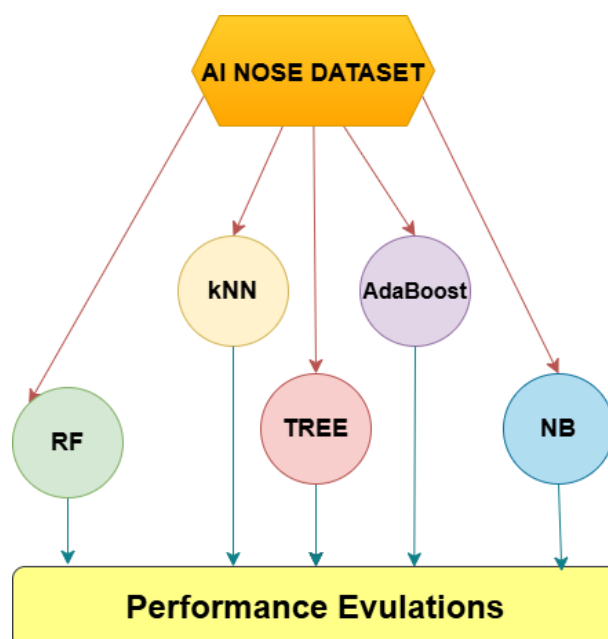 AI NOSE DATASET
kNN
AdaBoost
RF
TREE
NB
Performance Evulations